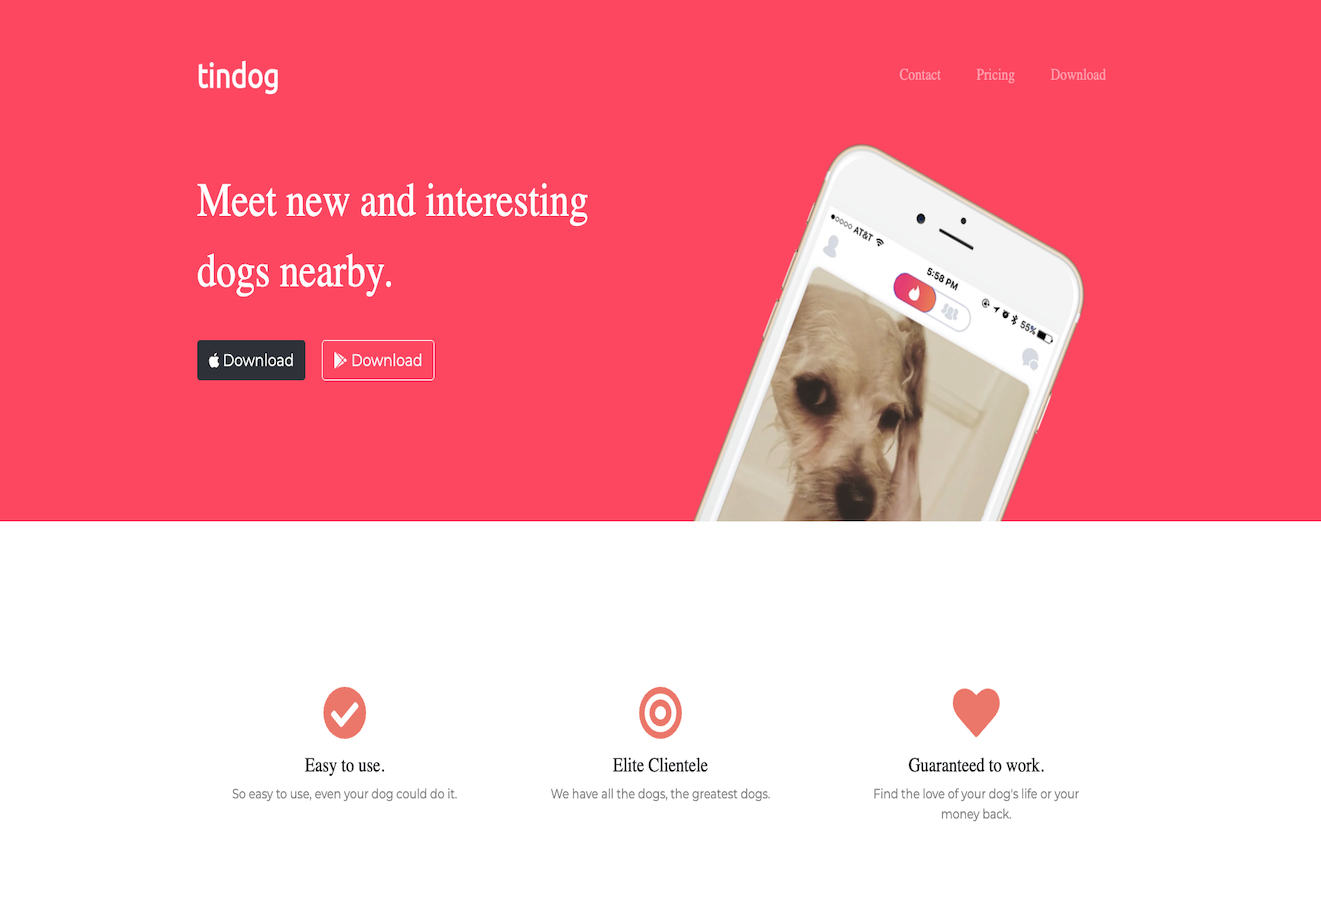 tindog
Contact Pricing Download
Meet new and interesting
dogs nearby.
Download Download
AT&T
5:58 PM
55%
Easy to use.
So easy to use, even your dog could do it.
Elite Clientele
We have all the dogs, the greatest dogs.
Guaranteed to work.
Find the love of your dog's life or your
money back.